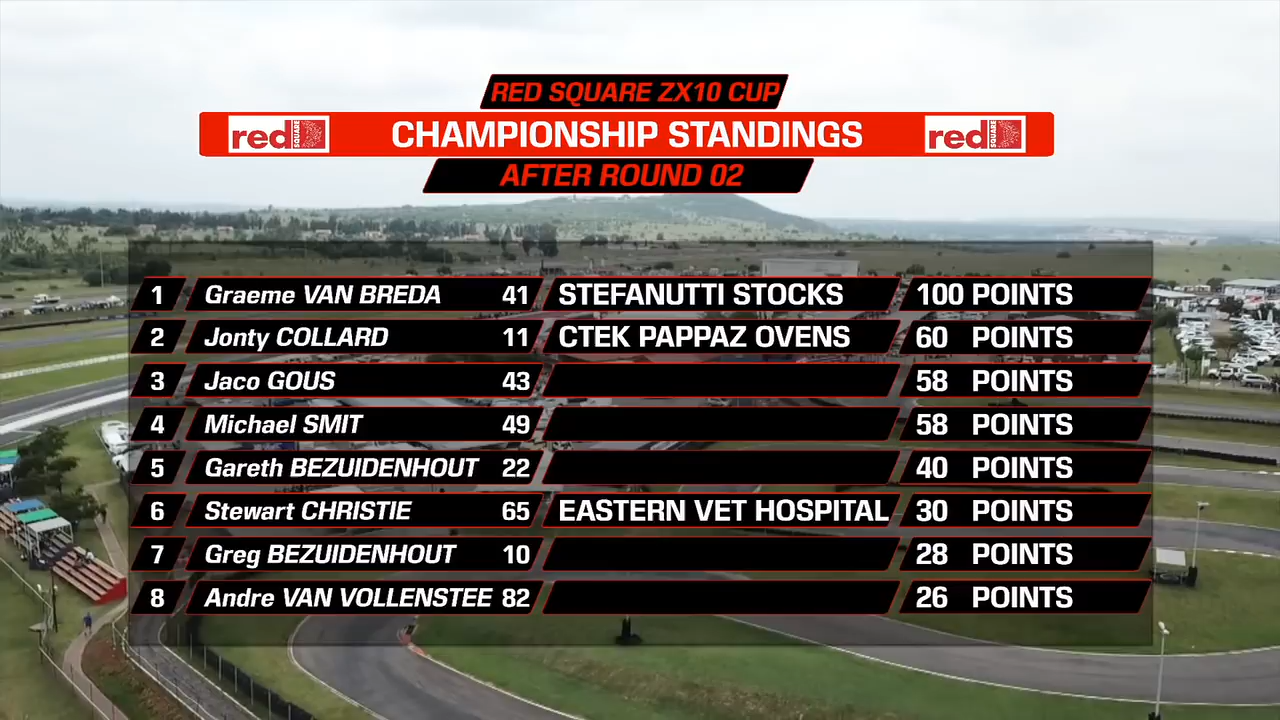 RED SQUARE ZX10 CUP
red SQUARE CHAMPIONSHIP STANDINGS red SQUARE
AFTER ROUND 02
1 Graeme VAN BREDA 41 STEFANUTTI STOCKS 100 POINTS
2 Jonty COLLARD 11 CTEK PAPPAZ OVENS 60 POINTS
3 Jaco GOUS 43 58 POINTS
4 Michael SMIT 49 58 POINTS
5 Gareth BEZUIDENHOUT 22 40 POINTS
6 Stewart CHRISTIE 65 EASTERN VET HOSPITAL 30 POINTS
7 Greg BEZUIDENHOUT 10 28 POINTS
8 Andre VAN VOLLENSTEE 82 26 POINTS